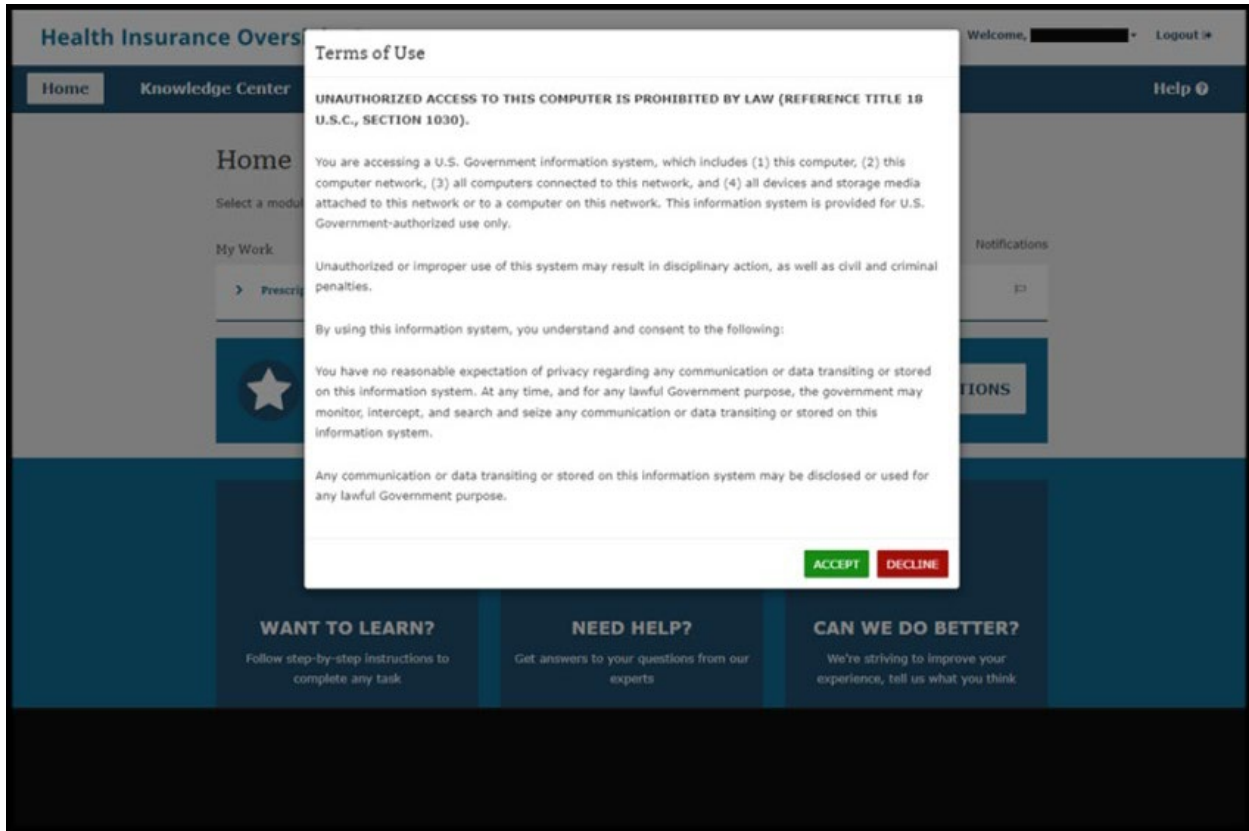 Health Insurance Overs
Welcome,
Logout
Home
Knowledge Center
Help
Terms of Use
UNAUTHORIZED ACCESS TO THIS COMPUTER IS PROHIBITED BY LAW (REFERENCE TITLE 18
U.S.C., SECTION 1030).
You are accessing a U.S. Government information system, which includes (1) this computer, (2) this
computer network, (3) all computers connected to this network, and (4) all devices and storage media
attached to this network or to a computer on this network. This information system is provided for U.S.
Government-authorized use only.
Unauthorized or improper use of this system may result in disciplinary action, as well as civil and criminal
penalties.
By using this information system, you understand and consent to the following:
You have no reasonable expectation of privacy regarding any communication or data transiting or stored
on this information system. At any time, and for any lawful Government purpose, the government may
monitor, intercept, and search and seize any communication or data transiting or stored on this
information system.
Any communication or data transiting or stored on this information system may be disclosed or used for
any lawful Government purpose.
ACCEPT DECLINE
Home
Select a modul
My Work
Notifications
Prescrip
TIONS
WANT TO LEARN?
Follow step-by-step instructions to
complete any task
NEED HELP?
Get answers to your questions from our
experts
CAN WE DO BETTER?
We're striving to improve your
experience, tell us what you think